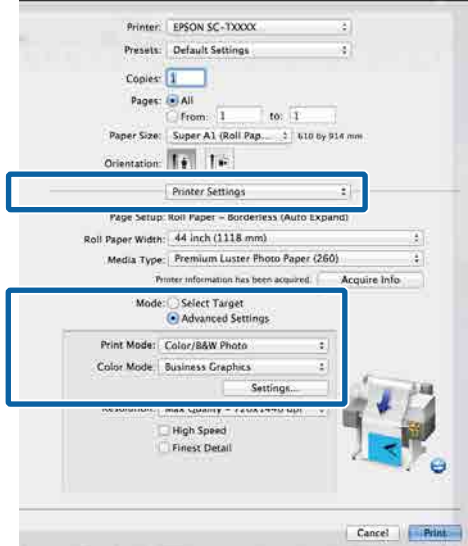 Printer: EPSON SC-TXXXX
Presets: Default Settings
Copies: 1
Pages: All
From: 1 to: 1
Paper Size: Super A1 (Roll Pap... 610 by 914 mm
Orientation:
Printer Settings
Page Setup: Roll Paper – Borderless (Auto Expand)
Roll Paper Width: 44 inch (1118 mm)
Media Type: Premium Luster Photo Paper (260)
Printer information has been acquired. Acquire Info
Mode: Select Target
Advanced Settings
Print Mode: Color/B&W Photo
Color Mode: Business Graphics
Settings...
Resolution: Max Quality – 720x1440 dpi
High Speed
Finest Detail
Cancel Print